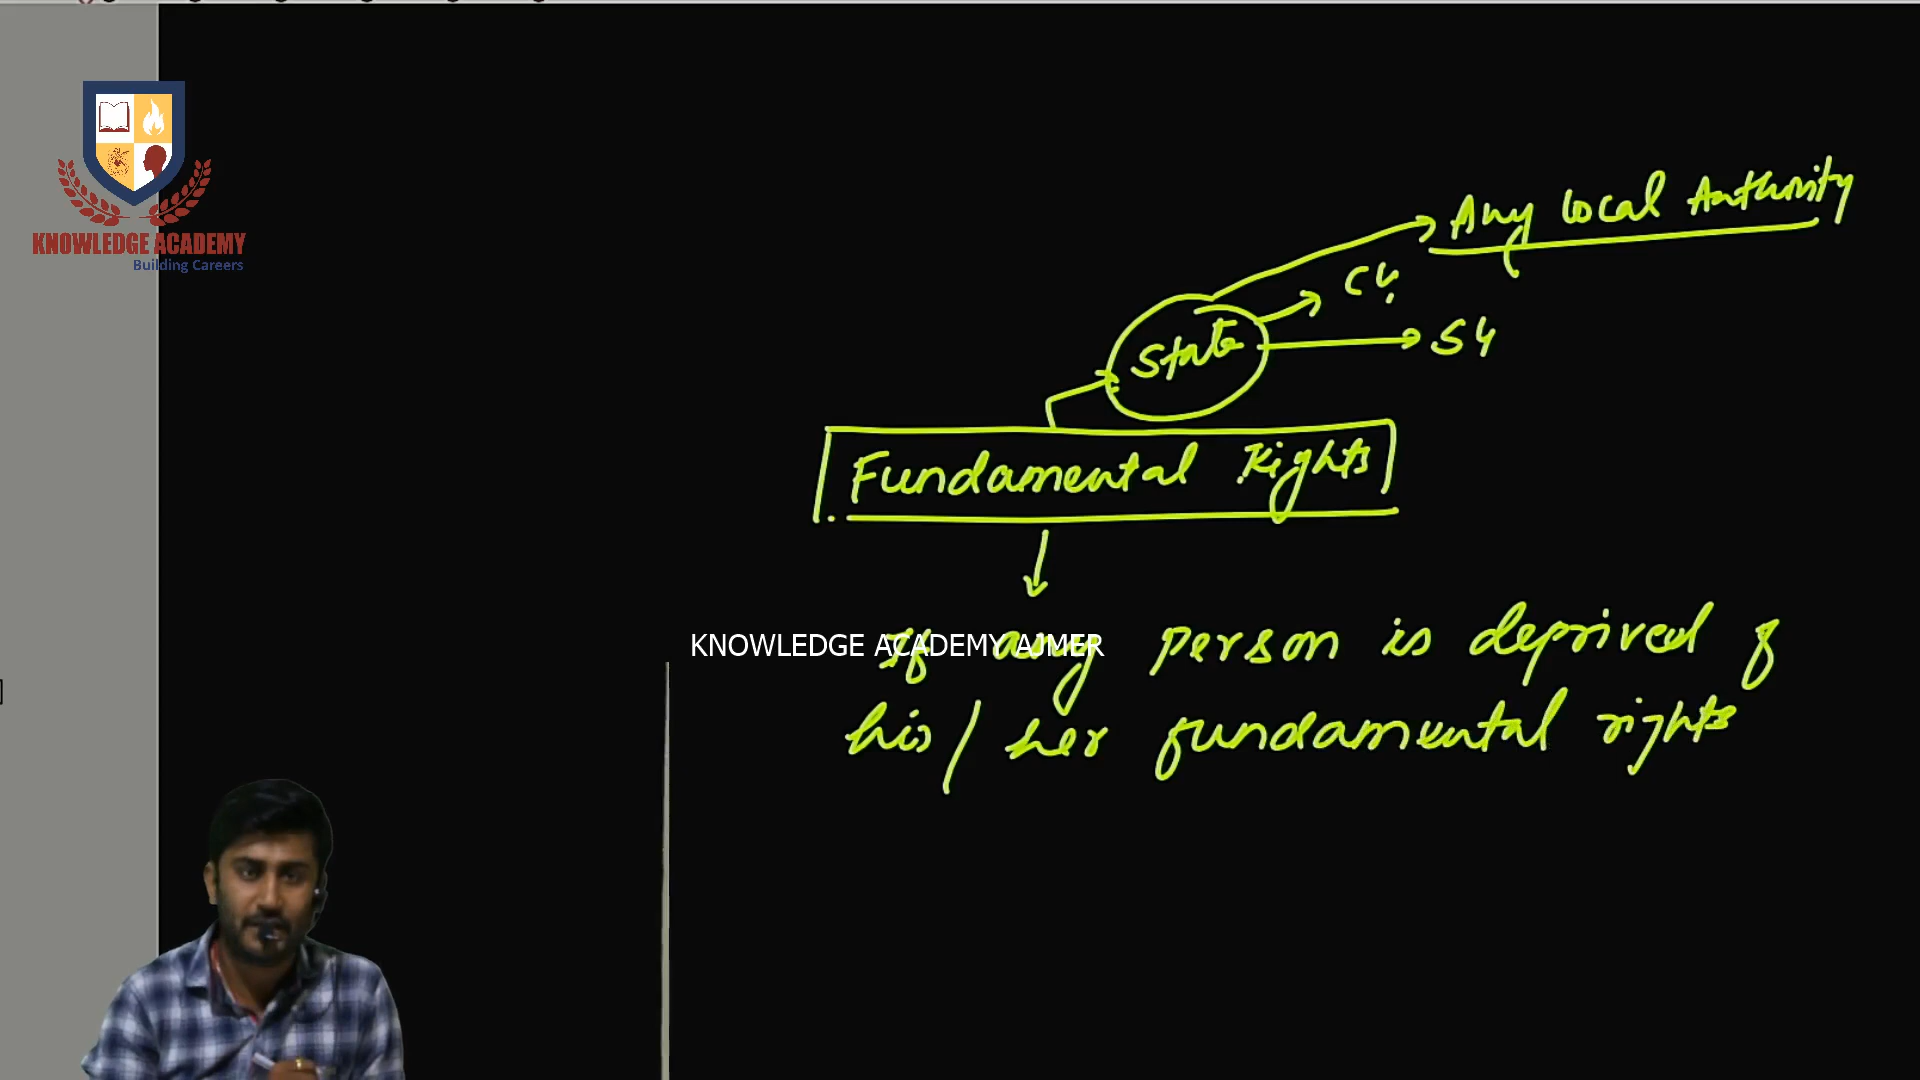 KNOWLEDGE ACADEMY
Building Careers
Any Local Authority
CG
SG
State
Fundamental Rights
KNOWLEDGE ACADEMY AJMER
If any person is deprived of
his/her fundamental rights